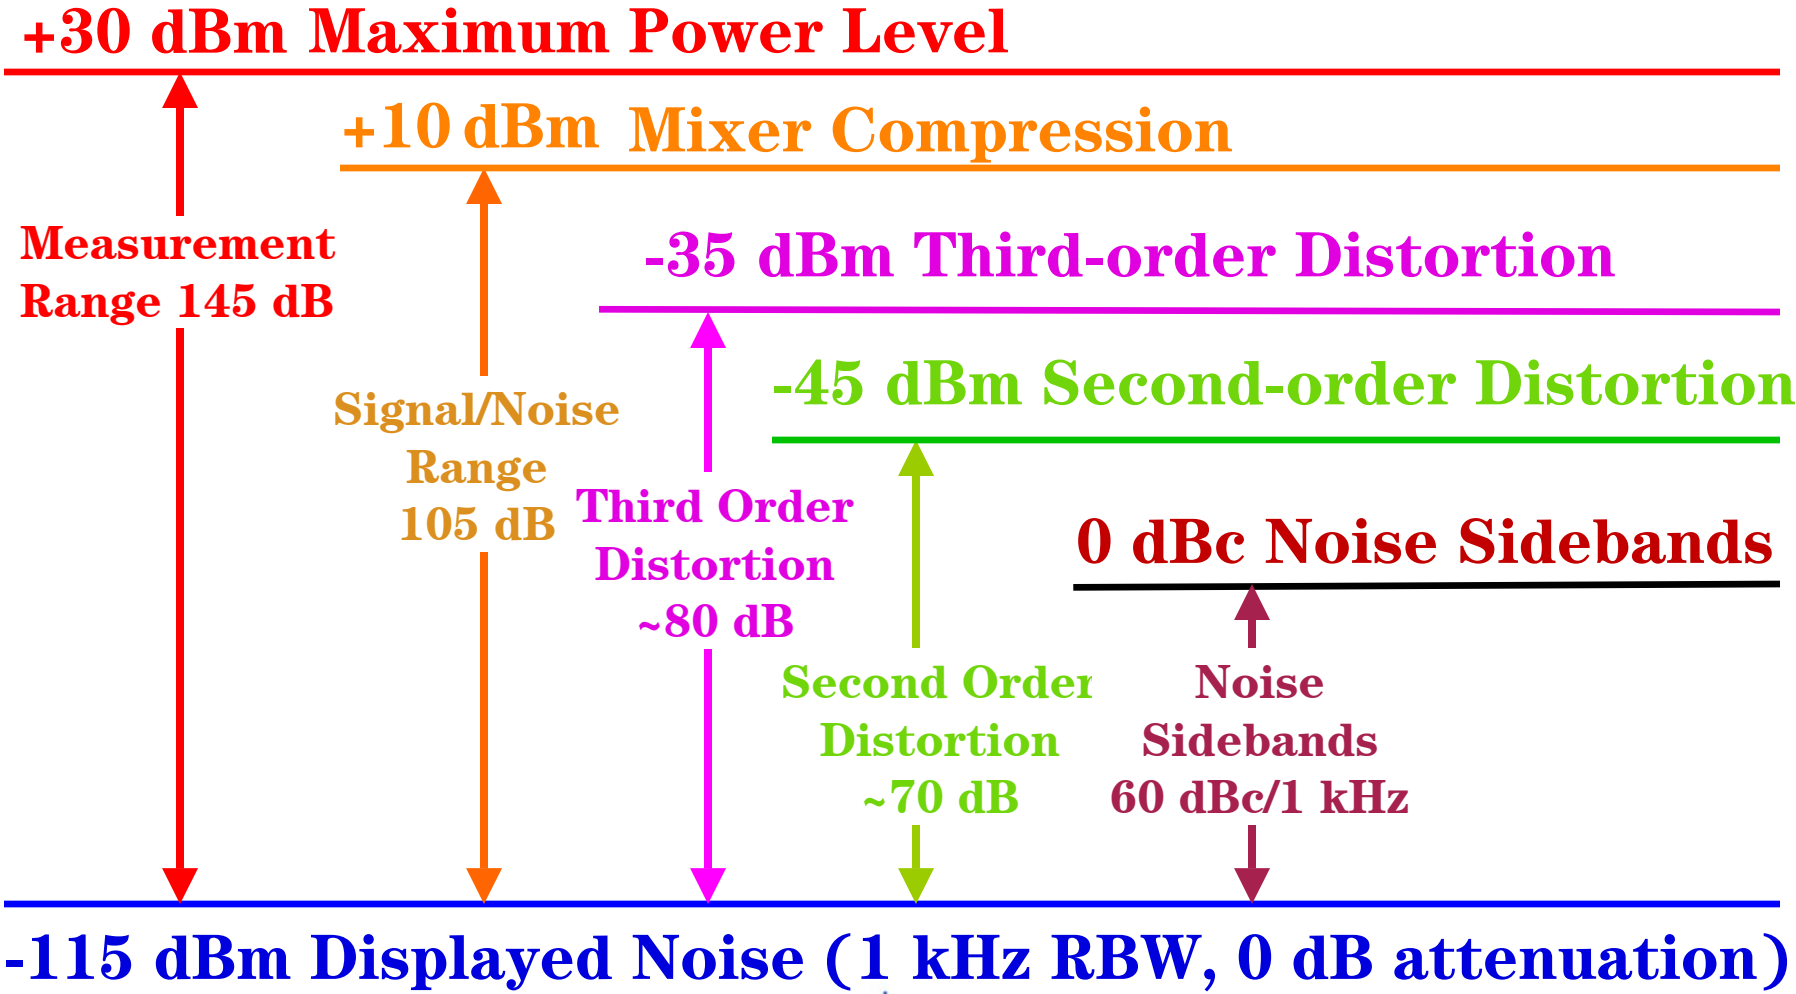 +30 dBm Maximum Power Level
+10 dBm Mixer Compression
Measurement
Range 145 dB
-35 dBm Third-order Distortion
-45 dBm Second-order Distortion
Signal/Noise
Range
105 dB
Third Order
Distortion
~80 dB
0 dBc Noise Sidebands
Second Order
Distortion
~70 dB
Noise
Sidebands
60 dBc/1 kHz
-115 dBm Displayed Noise (1 kHz RBW, 0 dB attenuation)